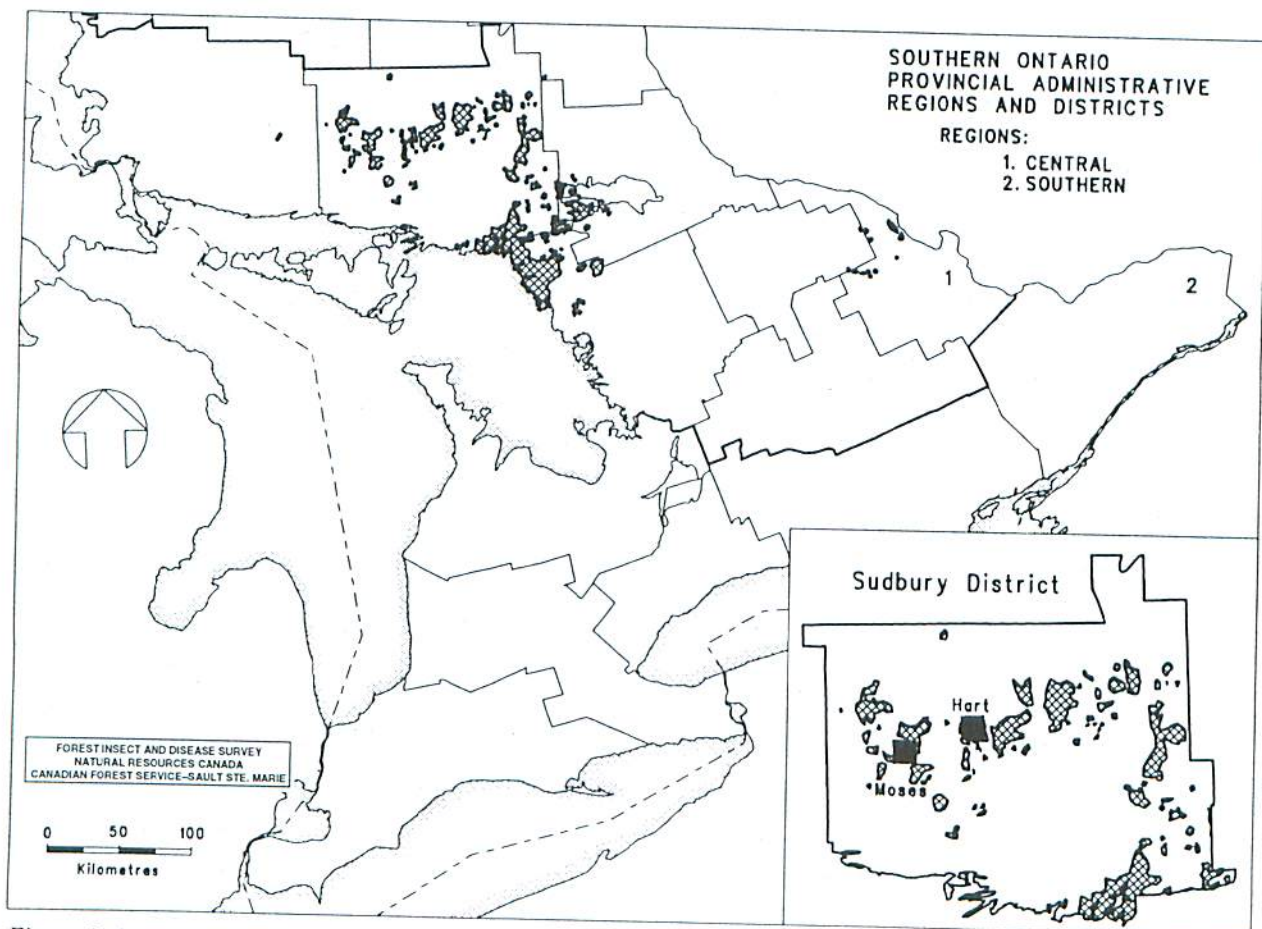 SOUTHERN ONTARIO
PROVINCIAL ADMINISTRATIVE
REGIONS AND DISTRICTS
REGIONS:
1. CENTRAL
2. SOUTHERN
1
2
Sudbury District
Hart
Moses
FOREST INSECT AND DISEASE SURVEY
NATURAL RESOURCES CANADA
CANADIAN FOREST SERVICE–SAULT STE. MARIE
0 50 100
Kilometres